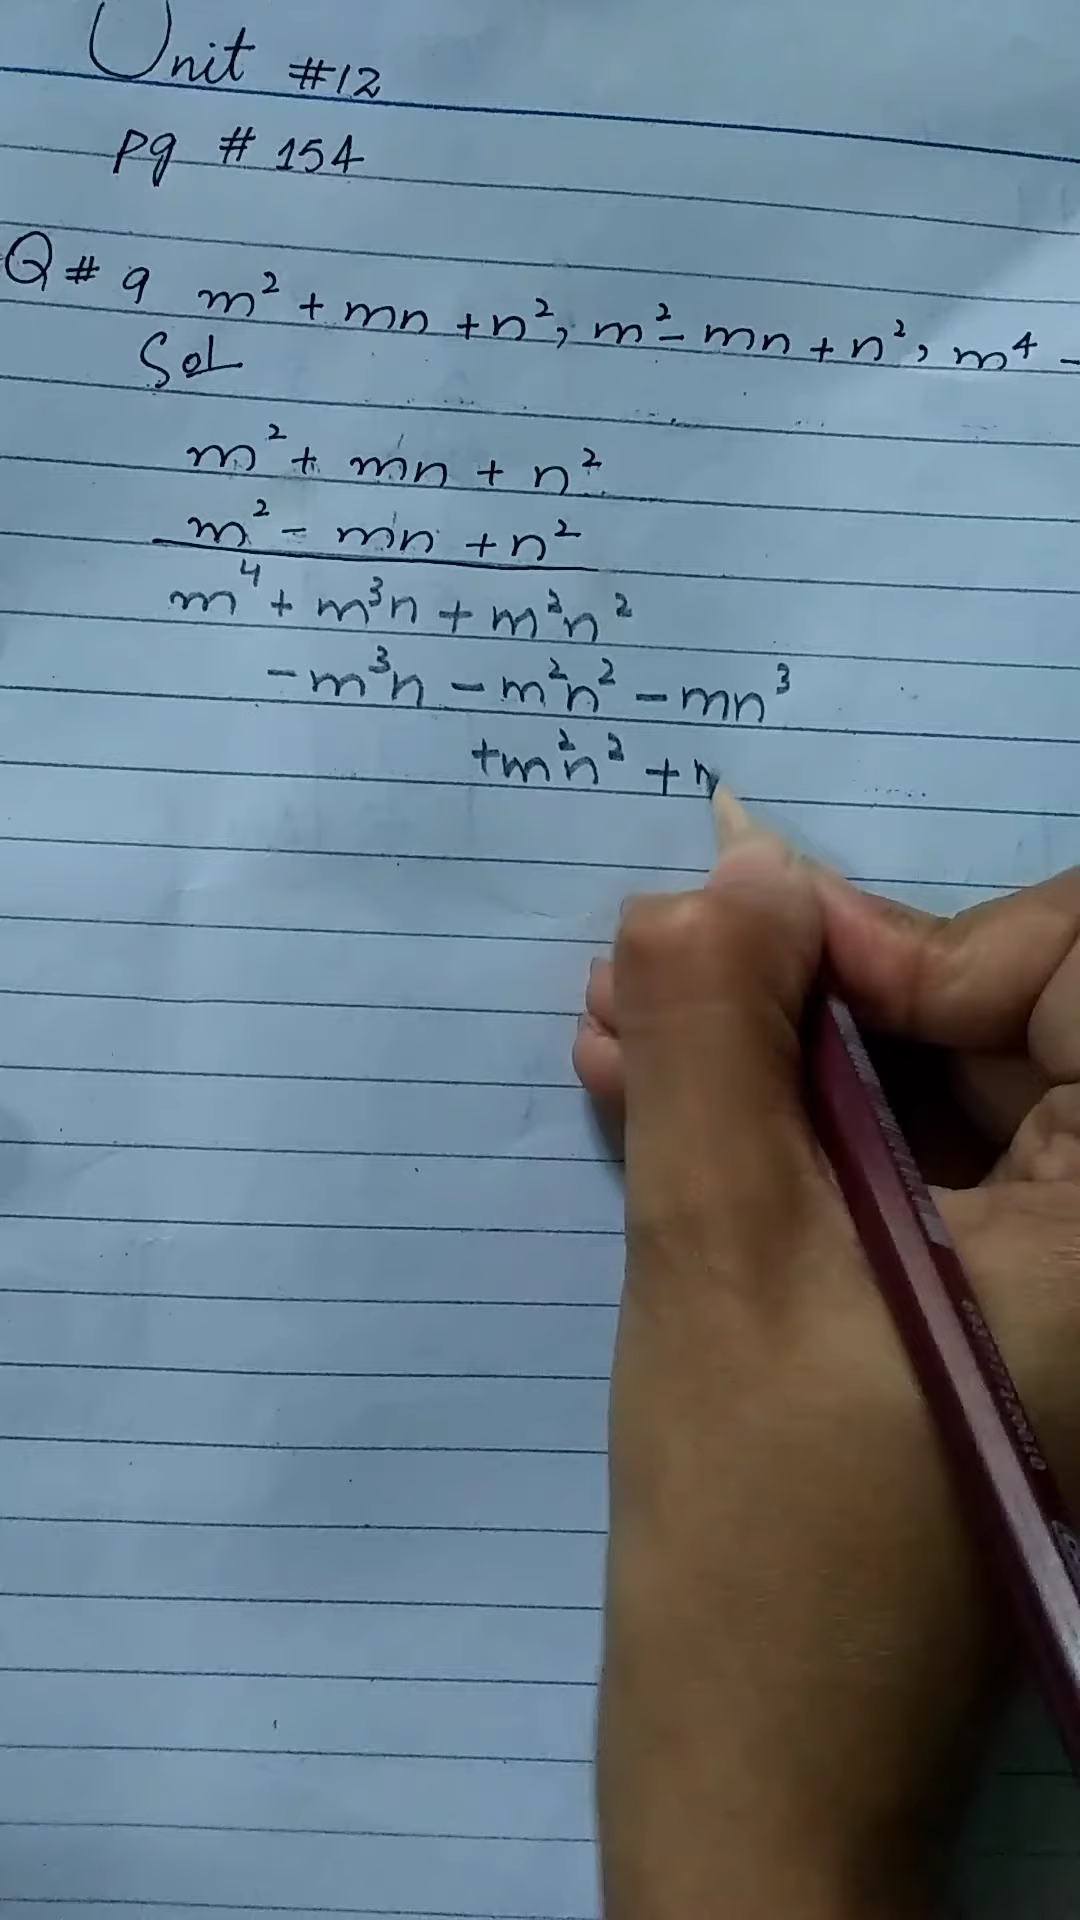 Unit #12
Pg # 154
Q # 9 m² + mn + n², m² - mn + n², m⁴ -
Sol
m² + mn + n²
m² - mn + n²
m⁴ + m³n + m²n²
-m³n - m²n² - mn³
+m²n² +